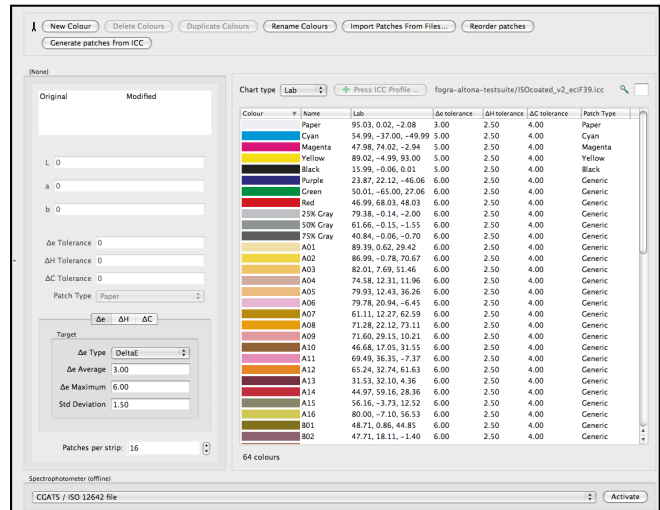 New Colour Delete Colours Duplicate Colours Rename Colours Import Patches From Files... Reorder patches
Generate patches from ICC
(None)
Original Modified
L 0
a 0
b 0
Δe Tolerance 0
ΔH Tolerance 0
ΔC Tolerance 0
Patch Type Paper
Δe ΔH ΔC
Target
Δe Type DeltaE
Δe Average 3.00
Δe Maximum 6.00
Std Deviation 1.50
Patches per strip: 16
Chart type Lab Press ICC Profile ... fogra-altona-testsuite/ISOcoated_v2_eciF39.icc
Colour Name Lab Δe tolerance ΔH tolerance ΔC tolerance Patch Type
Paper 95.03, 0.02, -2.08 3.00 2.50 4.00 Paper
Cyan 54.99, -37.00, -49.99 5.00 2.50 4.00 Cyan
Magenta 47.98, 74.02, -2.94 5.00 2.50 4.00 Magenta
Yellow 89.02, -4.99, 93.00 5.00 2.50 4.00 Yellow
Black 15.99, -0.06, 0.01 5.00 2.50 4.00 Black
Purple 23.87, 22.12, -46.06 6.00 2.50 4.00 Generic
Green 50.01, -65.00, 27.06 6.00 2.50 4.00 Generic
Red 46.99, 68.03, 48.03 6.00 2.50 4.00 Generic
25% Gray 79.38, -0.14, -2.00 6.00 2.50 4.00 Generic
50% Gray 61.66, -0.15, -1.55 6.00 2.50 4.00 Generic
75% Gray 40.84, -0.06, -0.70 6.00 2.50 4.00 Generic
A01 89.39, 0.62, 29.42 6.00 2.50 4.00 Generic
A02 86.99, -0.78, 70.67 6.00 2.50 4.00 Generic
A03 82.01, 7.69, 51.46 6.00 2.50 4.00 Generic
A04 74.58, 12.31, 11.96 6.00 2.50 4.00 Generic
A05 79.93, 12.43, 36.26 6.00 2.50 4.00 Generic
A06 79.78, 20.94, -6.45 6.00 2.50 4.00 Generic
A07 61.11, 12.27, 62.59 6.00 2.50 4.00 Generic
A08 71.28, 22.12, 73.11 6.00 2.50 4.00 Generic
A09 71.60, 29.15, 10.21 6.00 2.50 4.00 Generic
A10 46.68, 17.05, 31.55 6.00 2.50 4.00 Generic
A11 69.49, 36.35, -7.37 6.00 2.50 4.00 Generic
A12 65.24, 32.74, 61.63 6.00 2.50 4.00 Generic
A13 31.53, 32.10, 4.36 6.00 2.50 4.00 Generic
A14 44.97, 59.16, 28.36 6.00 2.50 4.00 Generic
A15 56.16, -3.73, 12.52 6.00 2.50 4.00 Generic
A16 80.00, -7.10, 56.53 6.00 2.50 4.00 Generic
B01 48.71, 0.86, 44.85 6.00 2.50 4.00 Generic
B02 47.71, 18.11, -1.40 6.00 2.50 4.00 Generic
64 colours
Spectrophotometer (offline)
CGATS / ISO 12642 file Activate